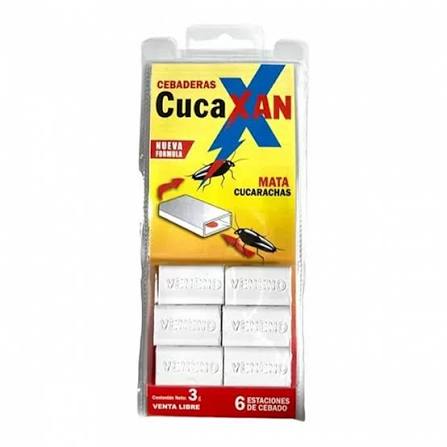 CEBADERAS
CucaXAN
NUEVA
FORMULA
MATA
CUCARACHAS
VENENO VENENO
VENENO VENENO
VENENO VENENO
Contenido Neto: 3 g
VENTA LIBRE
6 ESTACIONES
DE CEBADO